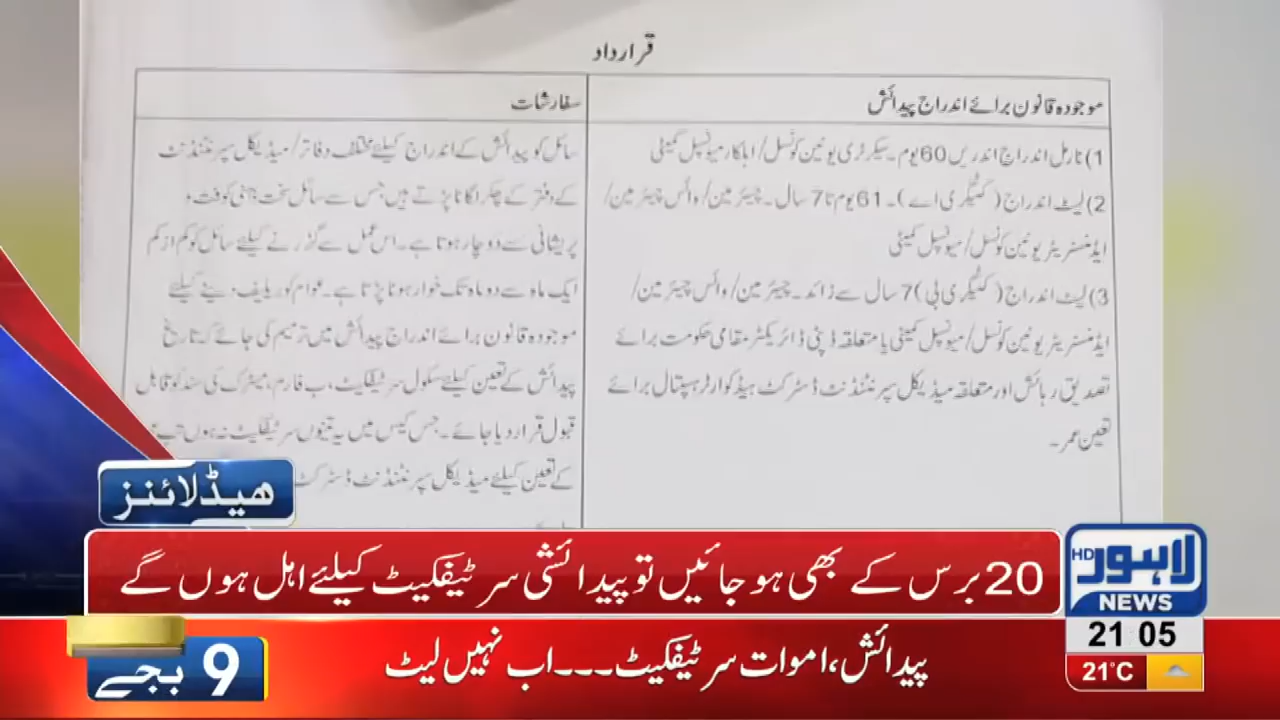 قرارداد
موجودہ قانون برائے اندراج پیدائش
1) نارمل اندراج اندریں 60 یوم۔ سیکرٹری یونین کونسل/ اہلکار میونسپل کمیٹی
2) لیٹ اندراج ( کیٹیگری اے )۔ 61 یوم تا 7 سال۔ چیئرمین/ وائس چیئرمین/
ایڈمنسٹریٹر یونین کونسل/ میونسپل کمیٹی
3) لیٹ اندراج ( کیٹیگری بی ) 7 سال سے زائد۔ چیئرمین/ وائس چیئرمین/
ایڈمنسٹریٹر یونین کونسل/ میونسپل کمیٹی یا متعلقہ ڈپٹی ڈائریکٹر مقامی حکومت برائے
تصدیق رہائش اور متعلقہ میڈیکل سپرنٹنڈنٹ ڈسٹرکٹ ہیڈ کوارٹر ہسپتال برائے
تعین عمر۔
سفارشات
سائل کو پیدائش کے اندراج کیلئے مختلف دفاتر/ میڈیکل سپرنٹنڈنٹ
کے دفتر کے چکر لگانا پڑتے ہیں جس سے سائل سخت ذہنی کوفت و
پریشانی سے دوچار ہوتا ہے۔ اس عمل سے گزرنے کیلئے سائل کو کم از کم
ایک ماہ سے دو ماہ تک خوار ہونا پڑتا ہے۔ عوام کو ریلیف دینے کیلئے
موجودہ قانون برائے اندراج پیدائش میں ترمیم کی جائے کہ تاریخ
پیدائش کے تعین کیلئے سکول سرٹیفکیٹ، ب فارم، میٹرک کی سند کو قابل
قبول قرار دیا جائے۔ جس کیس میں یہ تینوں سرٹیفکیٹ نہ ہوں تب
کے تعین کیلئے میڈیکل سپرنٹنڈنٹ ڈسٹرکٹ
ھیڈلائنز
20 برس کے بھی ہو جائیں تو پیدائشی سرٹیفکیٹ کیلئے اہل ہوں گے
پیدائش، اموات سرٹیفکیٹ۔۔۔ اب نہیں لیٹ
9 بجے
لاہور HD
NEWS
21 05
21°C